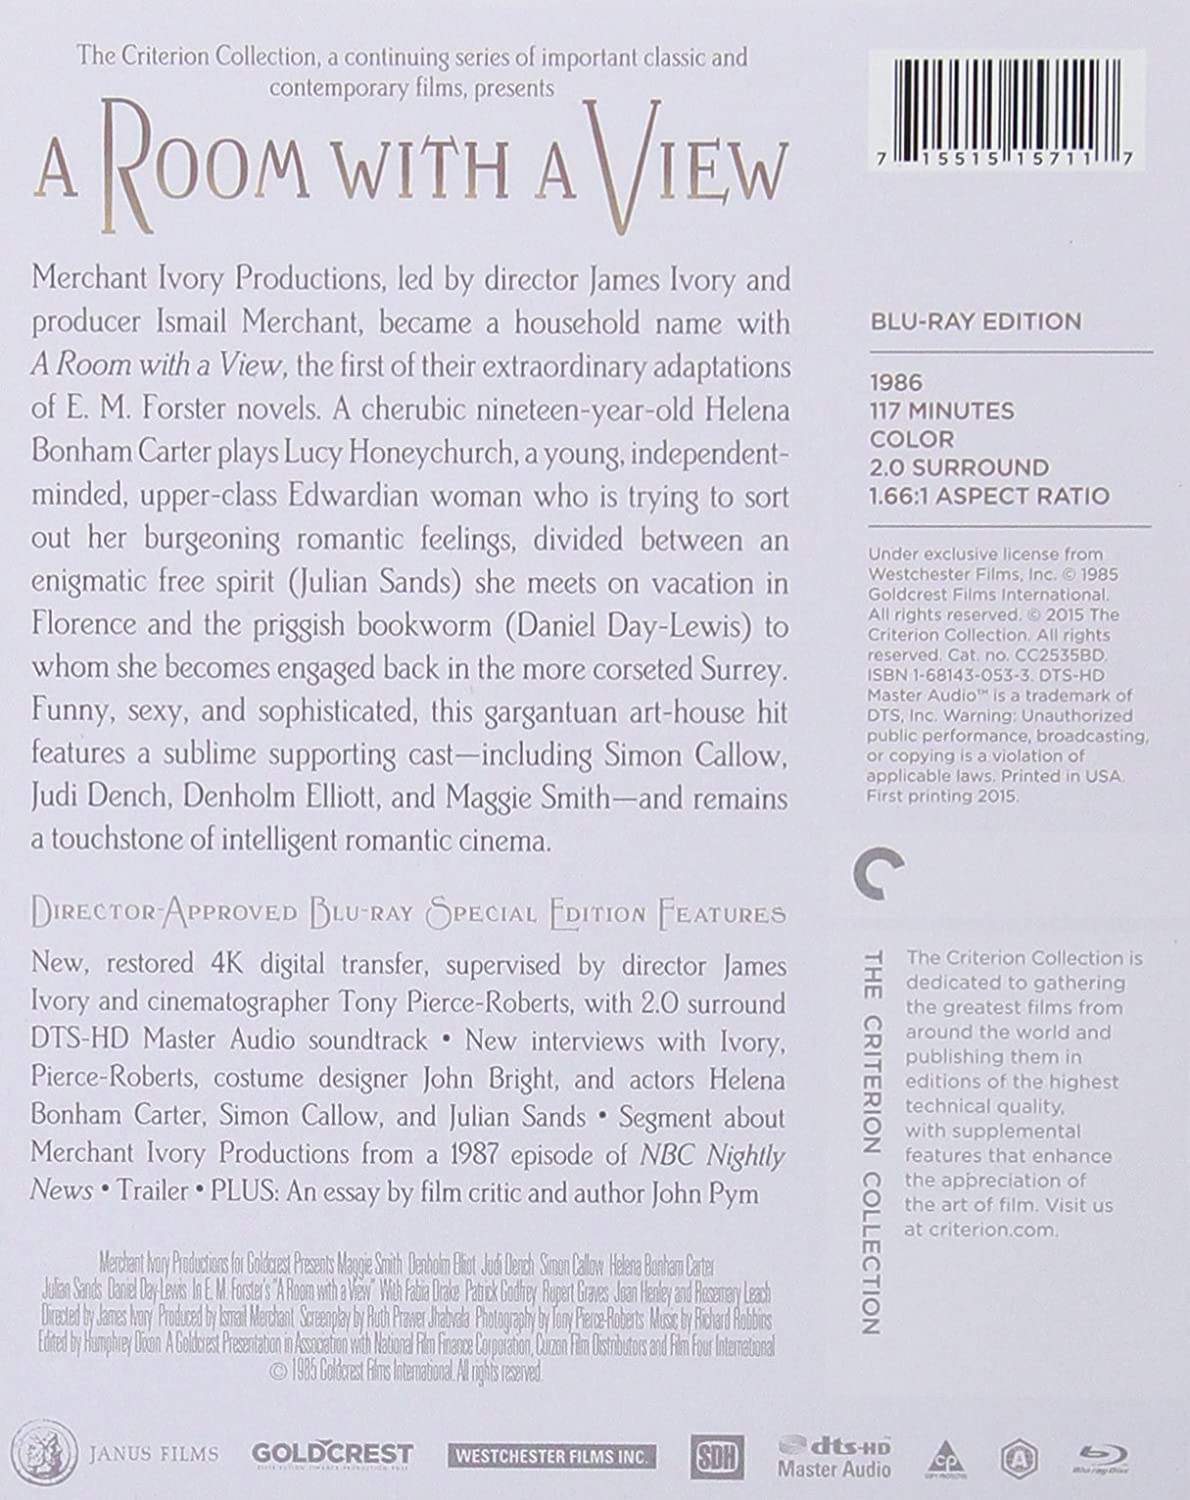 The Criterion Collection, a continuing series of important classic and
contemporary films, presents
A ROOM WITH A VIEW
Merchant Ivory Productions, led by director James Ivory and
producer Ismail Merchant, became a household name with
A Room with a View, the first of their extraordinary adaptations
of E. M. Forster novels. A cherubic nineteen-year-old Helena
Bonham Carter plays Lucy Honeychurch, a young, independent-
minded, upper-class Edwardian woman who is trying to sort
out her burgeoning romantic feelings, divided between an
enigmatic free spirit (Julian Sands) she meets on vacation in
Florence and the priggish bookworm (Daniel Day-Lewis) to
whom she becomes engaged back in the more corseted Surrey.
Funny, sexy, and sophisticated, this gargantuan art-house hit
features a sublime supporting cast—including Simon Callow,
Judi Dench, Denholm Elliott, and Maggie Smith—and remains
a touchstone of intelligent romantic cinema.
DIRECTOR-APPROVED BLU-RAY SPECIAL EDITION FEATURES
New, restored 4K digital transfer, supervised by director James
Ivory and cinematographer Tony Pierce-Roberts, with 2.0 surround
DTS-HD Master Audio soundtrack • New interviews with Ivory,
Pierce-Roberts, costume designer John Bright, and actors Helena
Bonham Carter, Simon Callow, and Julian Sands • Segment about
Merchant Ivory Productions from a 1987 episode of NBC Nightly
News • Trailer • PLUS: An essay by film critic and author John Pym
Merchant Ivory Productions for Goldcrest Presents Maggie Smith Denholm Elliot Judi Dench Simon Callow Helena Bonham Carter
Julian Sands Daniel Day-Lewis In E. M. Forster's "A Room with a View" With Fabia Drake Patrick Godfrey Rupert Graves Joan Henley and Rosemary Leach
Directed by James Ivory Produced by Ismail Merchant Screenplay by Ruth Prawer Jhabvala Photography by Tony Pierce-Roberts Music by Richard Robbins
Edited by Humphrey Dixon A Goldcrest Presentation in Association with National Film Finance Corporation, Curzon Film Distributors and Film Four International
© 1985 Goldcrest Films International. All rights reserved.
7 15515 15711 7
BLU-RAY EDITION
1986
117 MINUTES
COLOR
2.0 SURROUND
1.66:1 ASPECT RATIO
Under exclusive license from
Westchester Films, Inc. © 1985
Goldcrest Films International.
All rights reserved. © 2015 The
Criterion Collection. All rights
reserved. Cat. no. CC2535BD.
ISBN 1-68143-053-3. DTS-HD
Master Audio™ is a trademark of
DTS, Inc. Warning: Unauthorized
public performance, broadcasting,
or copying is a violation of
applicable laws. Printed in USA.
First printing 2015.
THE CRITERION COLLECTION
The Criterion Collection is
dedicated to gathering
the greatest films from
around the world and
publishing them in
editions of the highest
technical quality,
with supplemental
features that enhance
the appreciation of
the art of film. Visit us
at criterion.com.
JANUS FILMS
GOLDCREST
WESTCHESTER FILMS INC.
SDH
dts-HD
Master Audio
CP
A
Blu-ray Disc